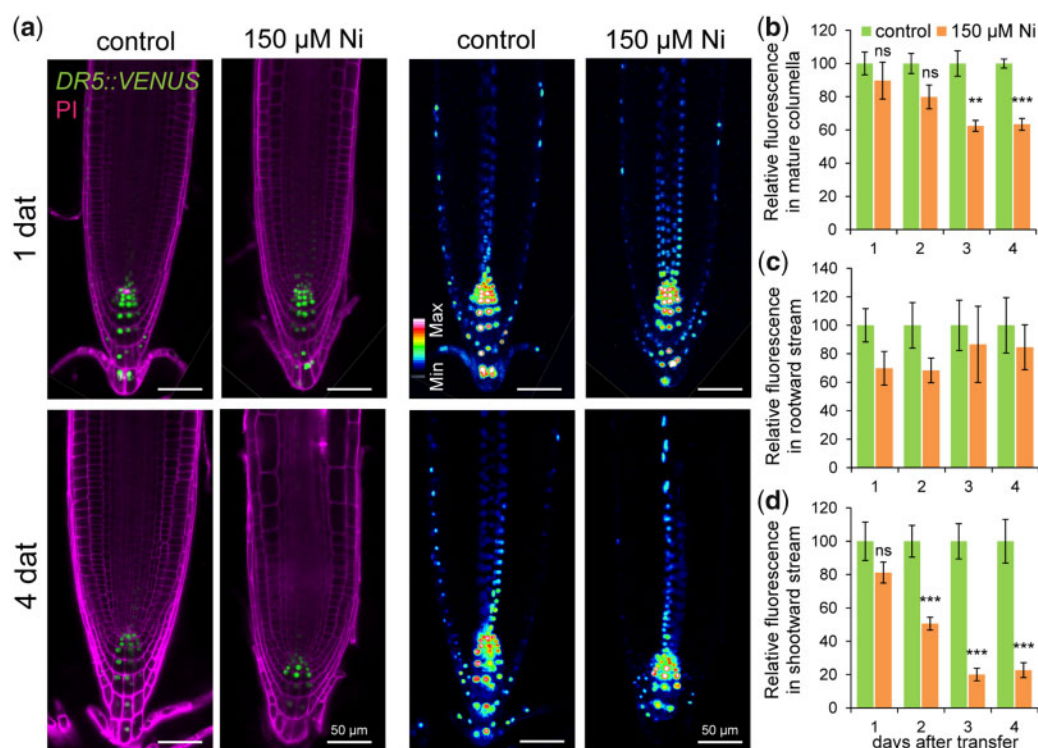 (a)
control
150 µM Ni
control
150 µM Ni
DR5::VENUS
PI
1 dat
Min Max
4 dat
50 µm
50 µm
(b)
control 150 µM Ni
Relative fluorescence
in mature columella
120
100
80
60
40
20
0
ns
ns
**
***
1 2 3 4
(c)
Relative fluorescence
in rootward stream
140
120
100
80
60
40
20
0
1 2 3 4
(d)
Relative fluorescence
in shootward stream
120
100
80
60
40
20
0
ns
***
***
***
1 2 3 4
days after transfer